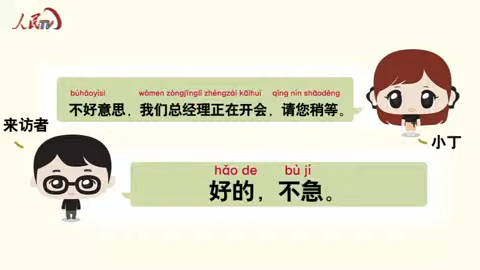 人民TV
bùhǎoyìsi wǒmen zǒngjīnglǐ zhèngzài kāihuì qǐng nín shāoděng
不好意思，我们总经理正在开会，请您稍等。
来访者
小丁
hǎo de bù jí
好的，不急。